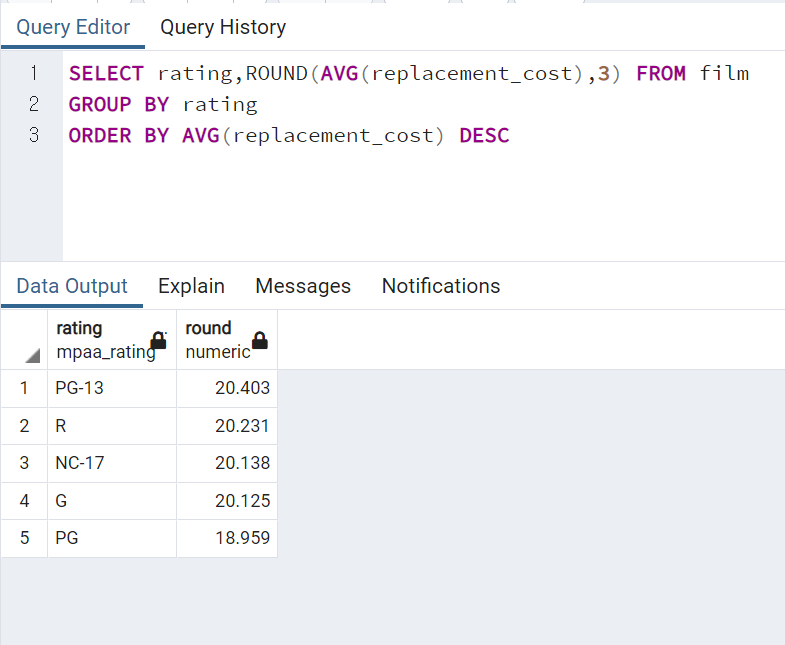 Query Editor Query History
1 SELECT rating,ROUND(AVG(replacement_cost),3) FROM film
2 GROUP BY rating
3 ORDER BY AVG(replacement_cost) DESC
Data Output Explain Messages Notifications
rating round
mpaa_rating numeric
1 PG-13 20.403
2 R 20.231
3 NC-17 20.138
4 G 20.125
5 PG 18.959